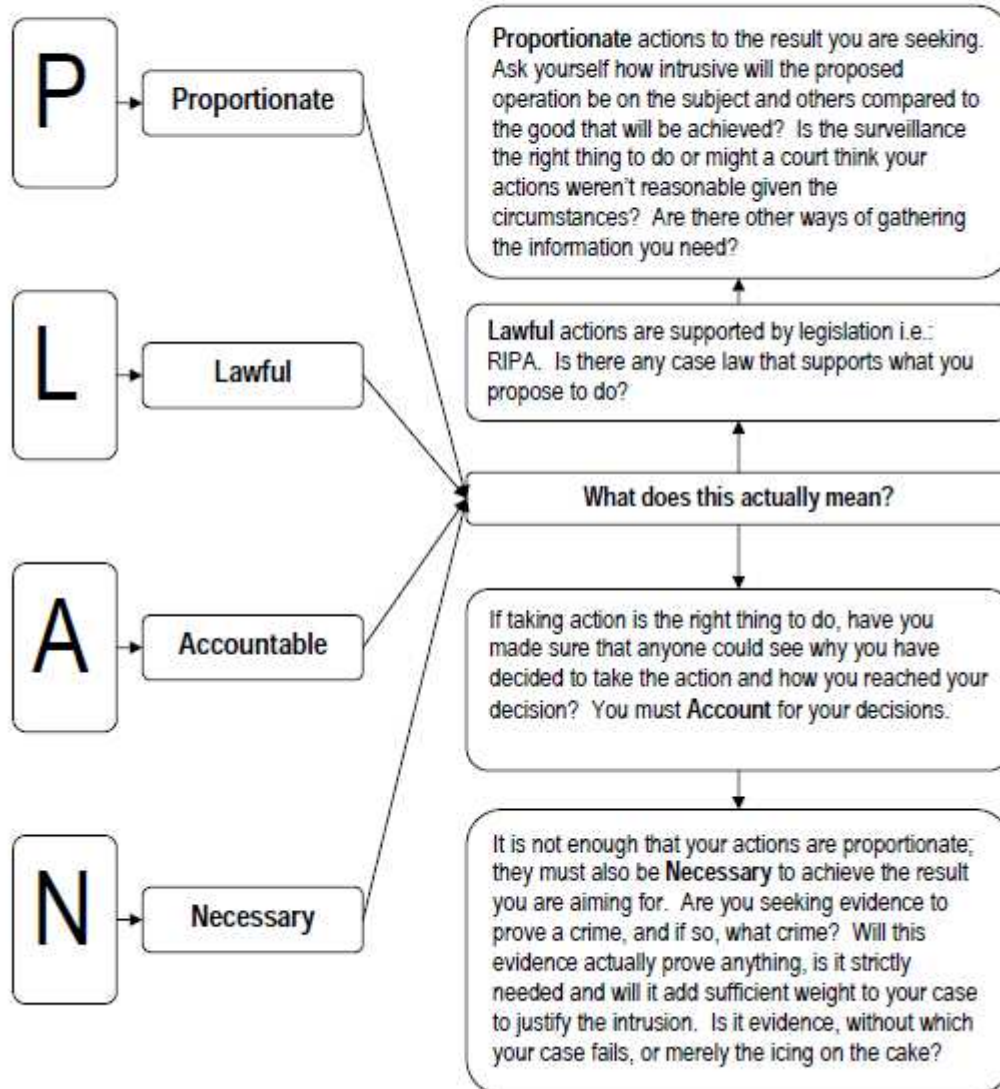 P
Proportionate
L
Lawful
A
Accountable
N
Necessary
Proportionate actions to the result you are seeking.
Ask yourself how intrusive will the proposed
operation be on the subject and others compared to
the good that will be achieved? Is the surveillance
the right thing to do or might a court think your
actions weren't reasonable given the
circumstances? Are there other ways of gathering
the information you need?
Lawful actions are supported by legislation i.e.:
RIPA. Is there any case law that supports what you
propose to do?
What does this actually mean?
If taking action is the right thing to do, have you
made sure that anyone could see why you have
decided to take the action and how you reached your
decision? You must Account for your decisions.
It is not enough that your actions are proportionate;
they must also be Necessary to achieve the result
you are aiming for. Are you seeking evidence to
prove a crime, and if so, what crime? Will this
evidence actually prove anything, is it strictly
needed and will it add sufficient weight to your case
to justify the intrusion. Is it evidence, without which
your case fails, or merely the icing on the cake?